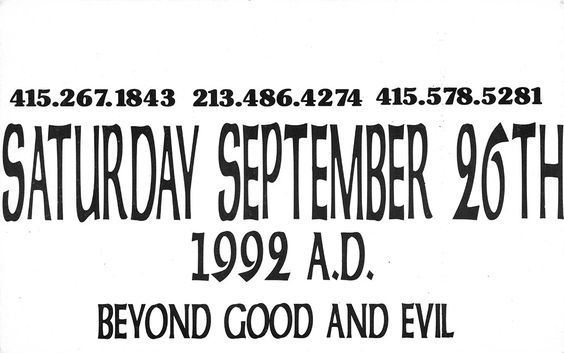 415.267.1843 213.486.4274 415.578.5281
SATURDAY SEPTEMBER 26TH
1992 A.D.
BEYOND GOOD AND EVIL